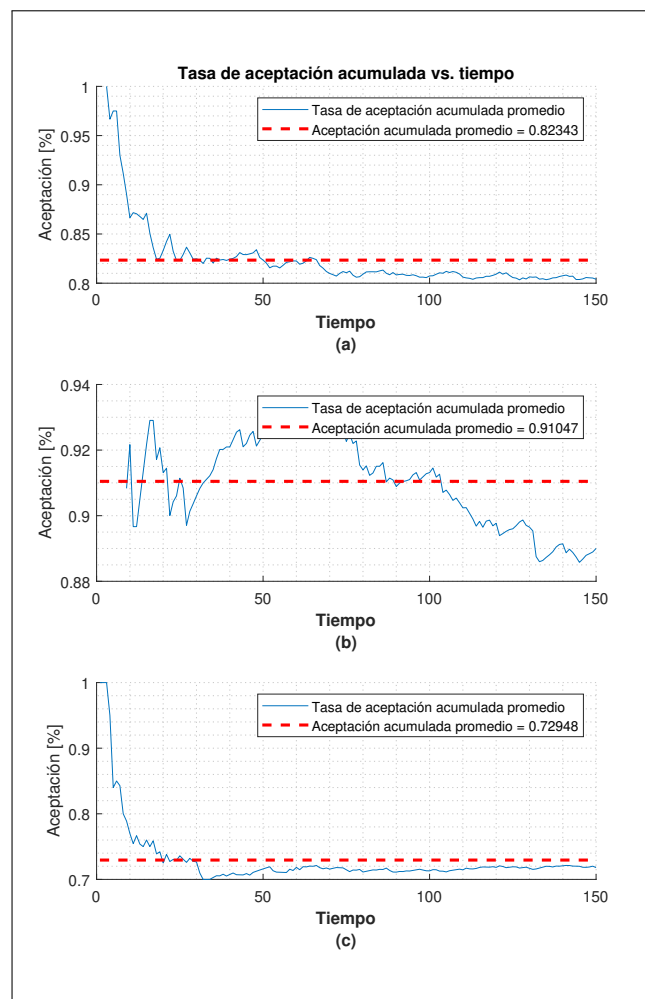 Tasa de aceptación acumulada vs. tiempo
1
0.95
0.9
0.85
0.8
Aceptación [%]
Tasa de aceptación acumulada promedio
Aceptación acumulada promedio = 0.82343
0 50 100 150
Tiempo
(a)
0.94
0.92
0.9
0.88
Aceptación [%]
Tasa de aceptación acumulada promedio
Aceptación acumulada promedio = 0.91047
0 50 100 150
Tiempo
(b)
1
0.9
0.8
0.7
Aceptación [%]
Tasa de aceptación acumulada promedio
Aceptación acumulada promedio = 0.72948
0 50 100 150
Tiempo
(c)